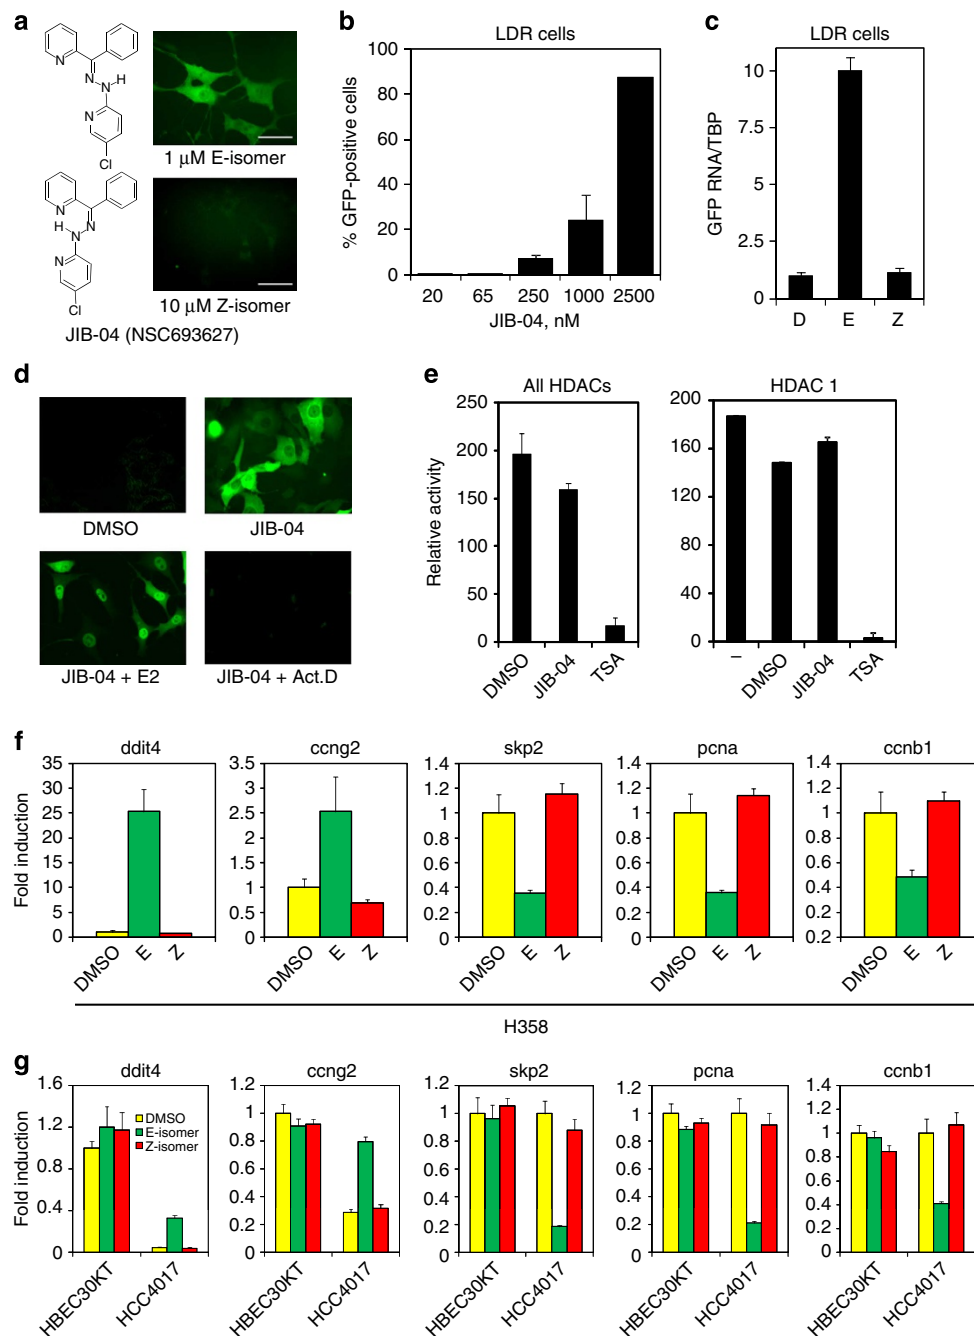 a
N
N
N
H
N
Cl
1 μM E-isomer
N
H
N
N
N
Cl
10 μM Z-isomer
JIB-04 (NSC693627)
b
LDR cells
% GFP-positive cells
100
80
60
40
20
0
20 65 250 1000 2500
JIB-04, nM
c
LDR cells
GFP RNA/TBP
10
7.5
5
2.5
0
D E Z
d
DMSO
JIB-04
JIB-04 + E2
JIB-04 + Act.D
e
All HDACs
Relative activity
250
200
150
100
50
0
DMSO JIB-04 TSA
HDAC 1
200
160
120
80
40
0
– DMSO JIB-04 TSA
f
Fold induction
ddit4
35
30
25
20
15
10
5
0
DMSO E Z
ccng2
3.5
3
2.5
2
1.5
1
0.5
0
DMSO E Z
skp2
1.4
1.2
1
0.8
0.6
0.4
0.2
0
DMSO E Z
pcna
1.4
1.2
1
0.8
0.6
0.4
0.2
0
DMSO E Z
ccnb1
1.4
1.2
1
0.8
0.6
0.4
0.2
DMSO E Z
H358
g
Fold induction
ddit4
1.6
1.2
0.8
0.4
0
DMSO
E-isomer
Z-isomer
HBEC30KT HCC4017
ccng2
1.2
1
0.8
0.6
0.4
0.2
0
HBEC30KT HCC4017
skp2
1.2
1
0.8
0.6
0.4
0.2
0
HBEC30KT HCC4017
pcna
1.2
1
0.8
0.6
0.4
0.2
0
HBEC30KT HCC4017
ccnb1
1.4
1.2
1
0.8
0.6
0.4
0.2
0
HBEC30KT HCC4017